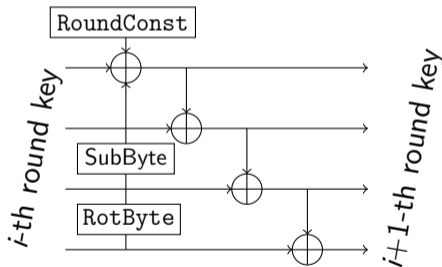 RoundConst
i-th round key
SubByte
RotByte
i+1-th round key